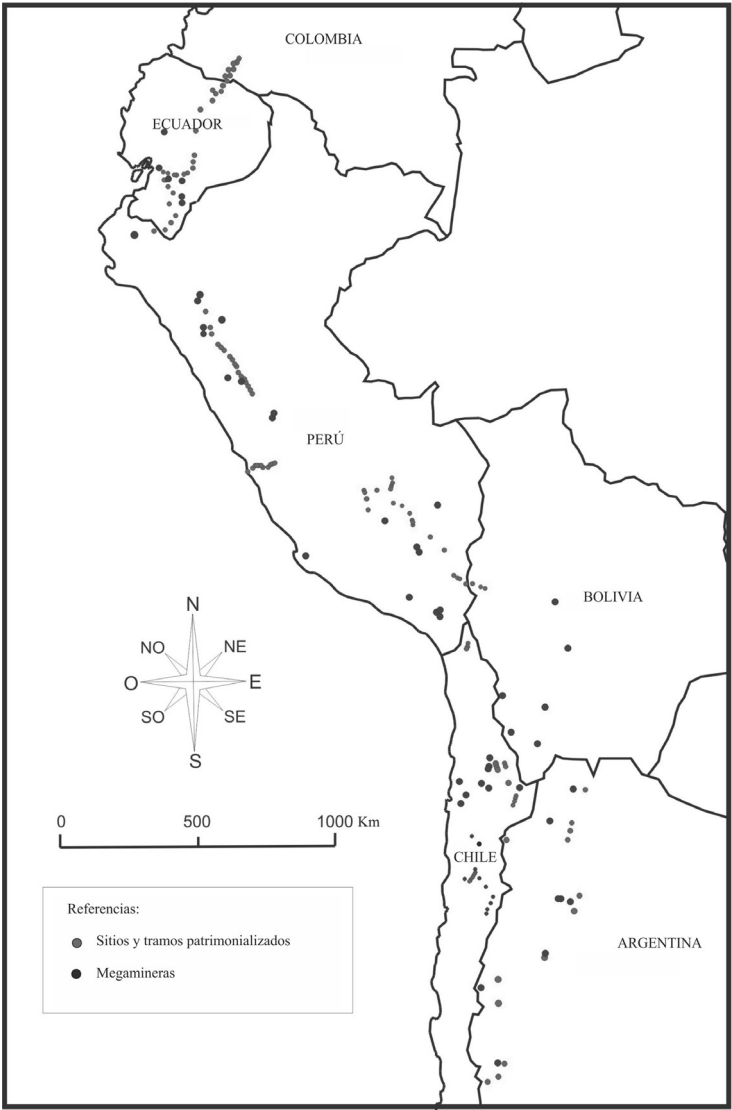 COLOMBIA
ECUADOR
PERÚ
BOLIVIA
N
NO
NE
O
E
SO
SE
S
0
500
1000 Km
CHILE
ARGENTINA
Referencias:
Sitios y tramos patrimonializados
Megamineras